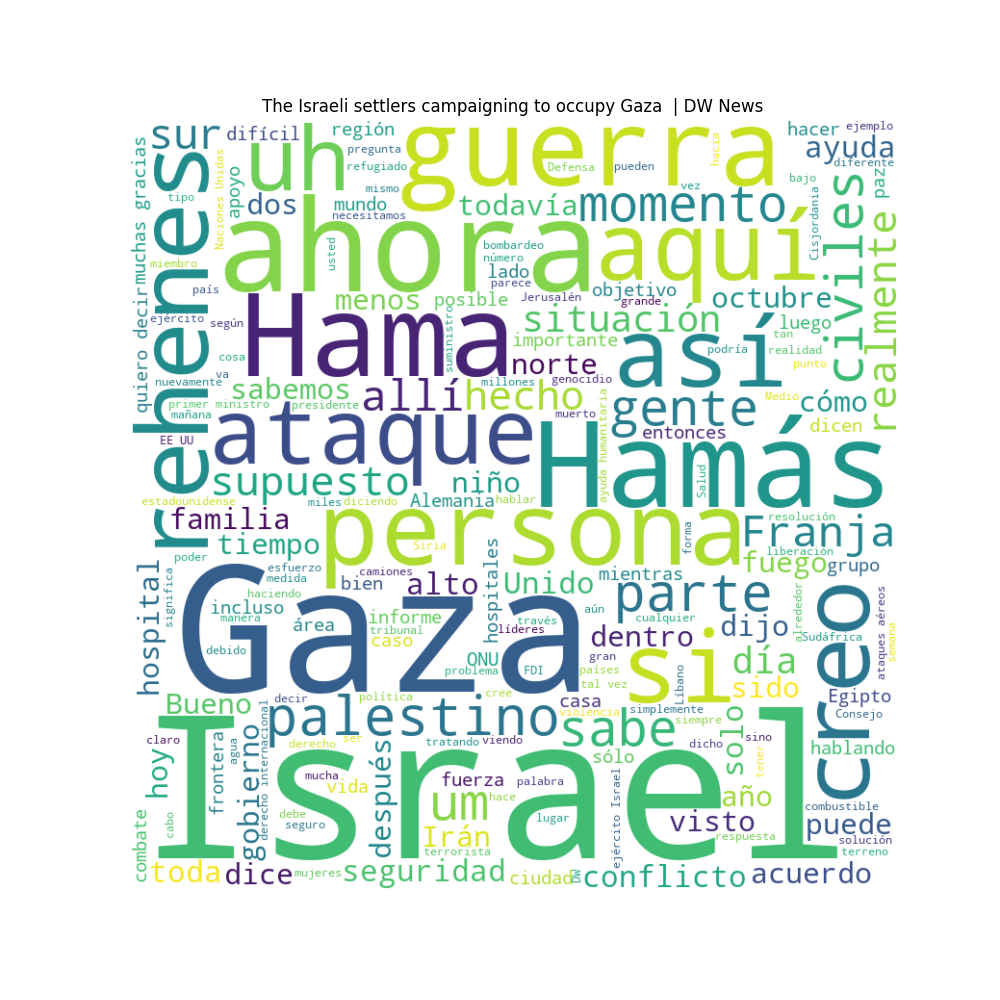 The Israeli settlers campaigning to occupy Gaza | DW News
sur
difícil
región
guerra
hacer
ejemplo
ayuda
uh
pregunta
refugiado
Defensa
pueden
hacia
diferente
muchas gracias
tipo
Naciones Unidas
apoyo
dos
mundo
mismo
necesitamos
todavía
momento
vez
bajo
paz
Cisjordania
civiles
realmente
rehenes
ahora
aquí
usted
bombardeo
número
lado
parece
Jerusalén
objetivo
grande
octubre
miembro
país
quiero decir
ejército
según
Hama
menos
posible
suministro
situación
importante
luego
tan
cosa
va
nuevamente
norte
así
podría
realidad
punto
sabemos
allí
hecho
millones
genocidio
Medio
cómo
primer ministro
presidente
mañana
muerto
gente
dicen
EE UU
ataque
Hamás
entonces
ayuda humanitaria
supuesto
niño
Salud
estadounidense
miles
diciendo
Alemania
hablar
familia
persona
Franja
resolución
tiempo
Siria
forma
liberación
poder
esfuerzo
medida
camiones
fuego
grupo
hospital
significa
haciendo
bien
alto
hospitales
Unido
mientras
incluso
manera
Gaza
informe
través
aún
parte
cualquier
creo
alrededor
ataques aéreos
semana
área
caso
tribunal
líderes
dentro
dijo
Sudáfrica
debido
ONU
FDI
gran
problema
países
tal vez
si
día
Líbano
sido
Egipto
Bueno
decir
política
cree
casa
violencia
simplemente
siempre
solo
Consejo
palestino
sabe
hoy
claro
frontera
agua
gobierno
derecho internacional
derecho
ser
después
tratando
viendo
sólo
dicho
sino
tener
hablando
Israel
mucha
vida
fuerza
palabra
hace
ejército Israel
año
combustible
combate
cabo
debe
seguro
um
lugar
visto
puede
respuesta
solución
Irán
terrorista
terreno
toda
dice
mujeres
seguridad
ciudad
DW
conflicto
acuerdo